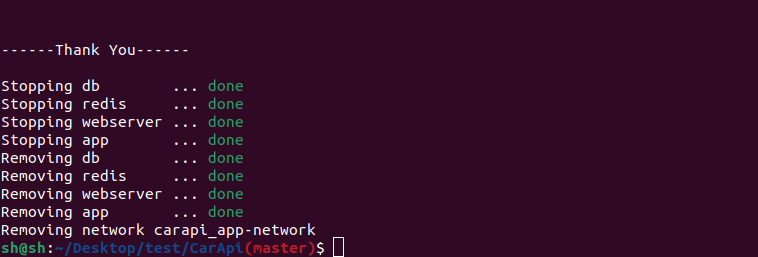 ------Thank You------
Stopping db        ... done
Stopping redis     ... done
Stopping webserver ... done
Stopping app       ... done
Removing db        ... done
Removing redis     ... done
Removing webserver ... done
Removing app       ... done
Removing network carapi_app-network
sh@sh:~/Desktop/test/CarApi(master)$